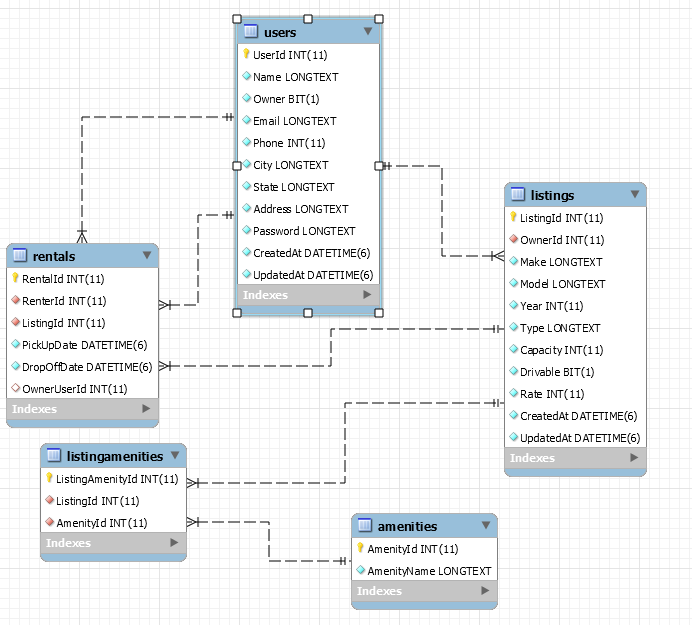 users
UserId INT(11)
Name LONGTEXT
Owner BIT(1)
Email LONGTEXT
Phone INT(11)
City LONGTEXT
State LONGTEXT
Address LONGTEXT
Password LONGTEXT
CreatedAt DATETIME(6)
UpdatedAt DATETIME(6)
Indexes
listings
ListingId INT(11)
OwnerId INT(11)
Make LONGTEXT
Model LONGTEXT
Year INT(11)
Type LONGTEXT
Capacity INT(11)
Drivable BIT(1)
Rate INT(11)
CreatedAt DATETIME(6)
UpdatedAt DATETIME(6)
Indexes
rentals
RentalId INT(11)
RenterId INT(11)
ListingId INT(11)
PickUpDate DATETIME(6)
DropOffDate DATETIME(6)
OwnerUserId INT(11)
Indexes
listingamenities
ListingAmenityId INT(11)
ListingId INT(11)
AmenityId INT(11)
Indexes
amenities
AmenityId INT(11)
AmenityName LONGTEXT
Indexes